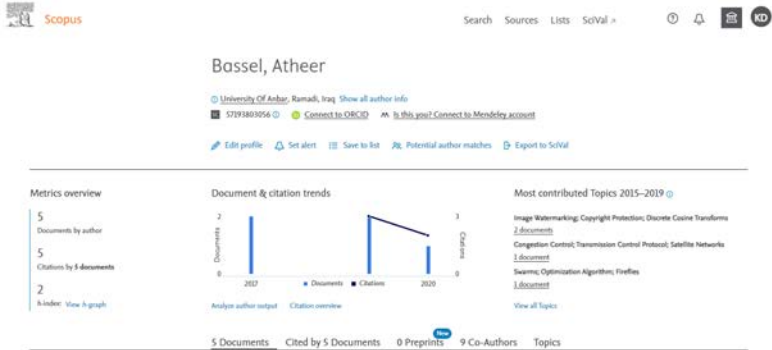 Scopus
Search Sources Lists SciVal ↗
KD
Bassel, Atheer
University Of Anbar, Ramadi, Iraq Show all author info
57193803056
Connect to ORCID
Is this you? Connect to Mendeley account
Edit profile Set alert Save to list Potential author matches Export to SciVal
Metrics overview
5
Documents by author
5
Citations by 5 documents
2
h-index: View h-graph
Document & citation trends
2
0
Documents
3
0
Citations
2017
2020
Documents Citations
Analyze author output Citation overview
Most contributed Topics 2015–2019
Image Watermarking; Copyright Protection; Discrete Cosine Transforms
2 documents
Congestion Control; Transmission Control Protocol; Satellite Networks
1 document
Swarms; Optimization Algorithm; Fireflies
1 document
View all Topics
New
5 Documents Cited by 5 Documents 0 Preprints 9 Co-Authors Topics